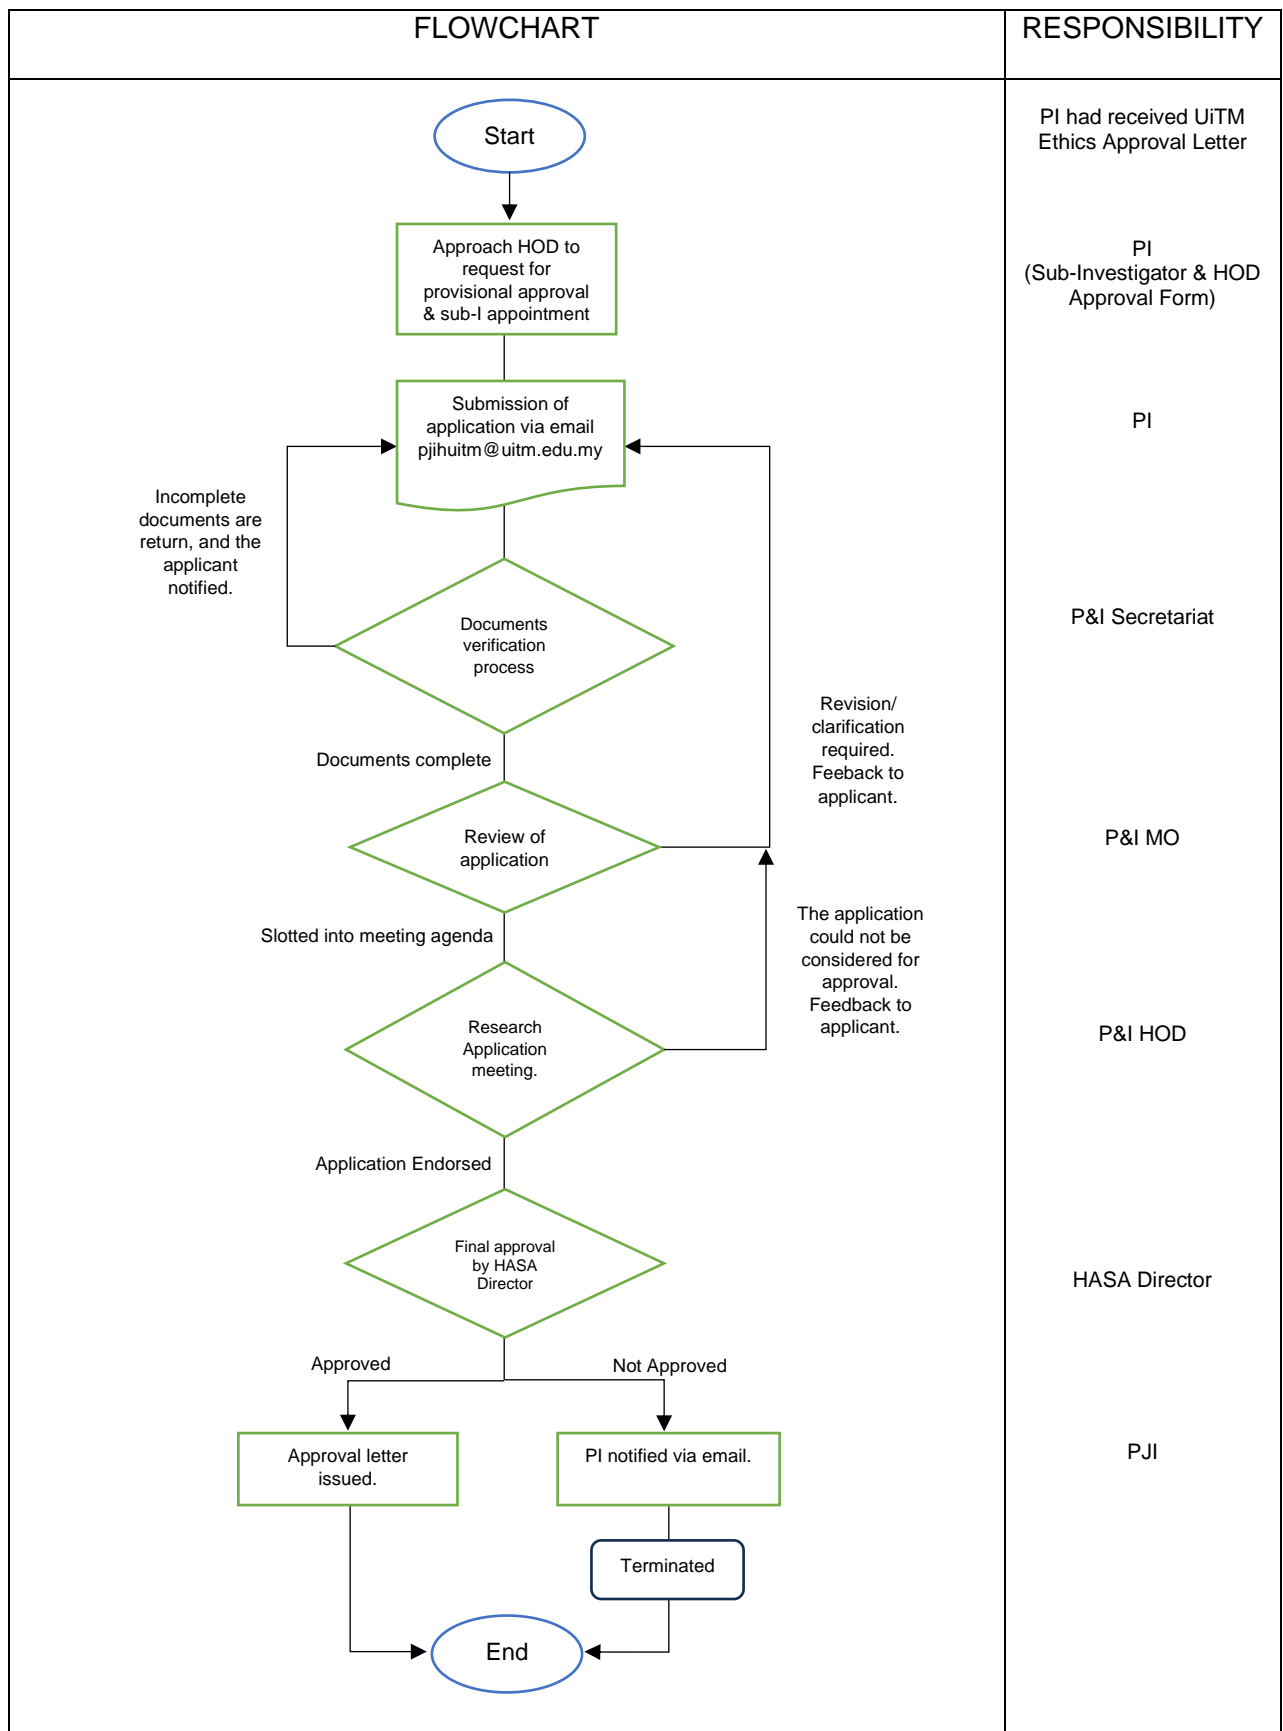 FLOWCHART
RESPONSIBILITY
Start
PI had received UiTM
Ethics Approval Letter
Approach HOD to
request for
provisional approval
& sub-I appointment
PI
(Sub-Investigator & HOD
Approval Form)
Submission of
application via email
pjihuitm@uitm.edu.my
PI
Incomplete
documents are
return, and the
applicant
notified.
Documents
verification
process
P&I Secretariat
Revision/
clarification
required.
Feeback to
applicant.
Documents complete
Review of
application
P&I MO
Slotted into meeting agenda
The application
could not be
considered for
approval.
Feedback to
applicant.
Research
Application
meeting.
P&I HOD
Application Endorsed
Final approval
by HASA
Director
HASA Director
Approved
Not Approved
Approval letter
issued.
PI notified via email.
PJI
Terminated
End